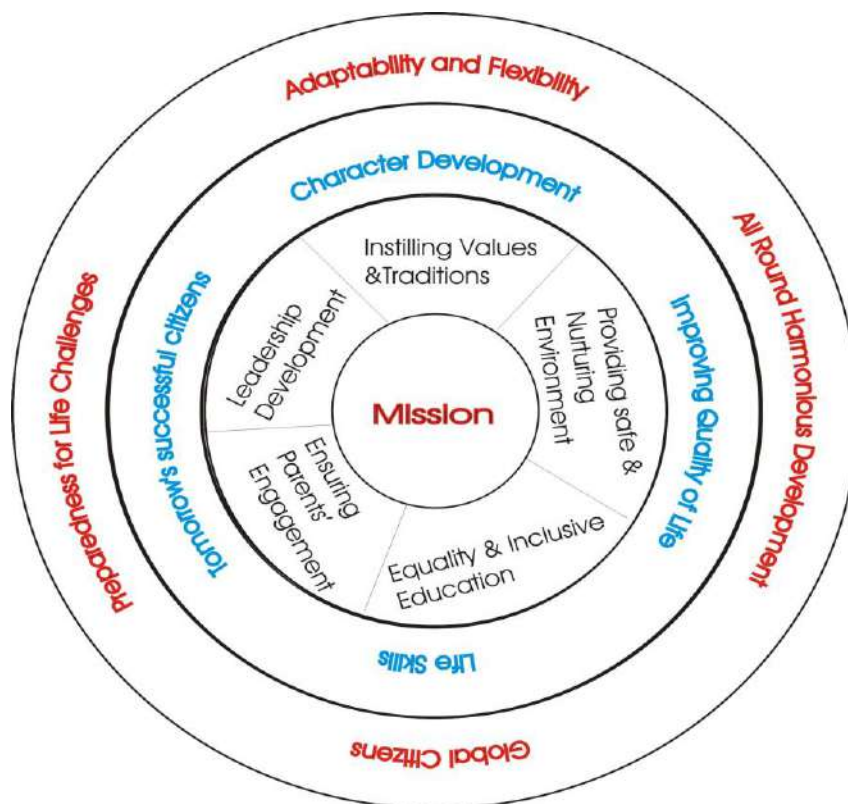 Adaptability and Flexibility
Character Development
Instilling Values
&Traditions
Leadership
Development
Providing safe &
Nurturing
Environment
Mission
Ensuring
Parents'
Engagement
Equality & Inclusive
Education
Tomorrow's successful citizens
Improving Quality of Life
Life Skills
Preparedness for Life Challenges
All Round Harmonious Development
Global Citizens